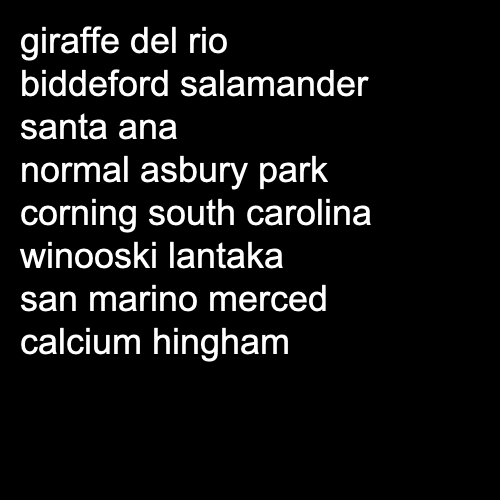 giraffe del rio
biddeford salamander
santa ana
normal asbury park
corning south carolina
winooski lantaka
san marino merced
calcium hingham